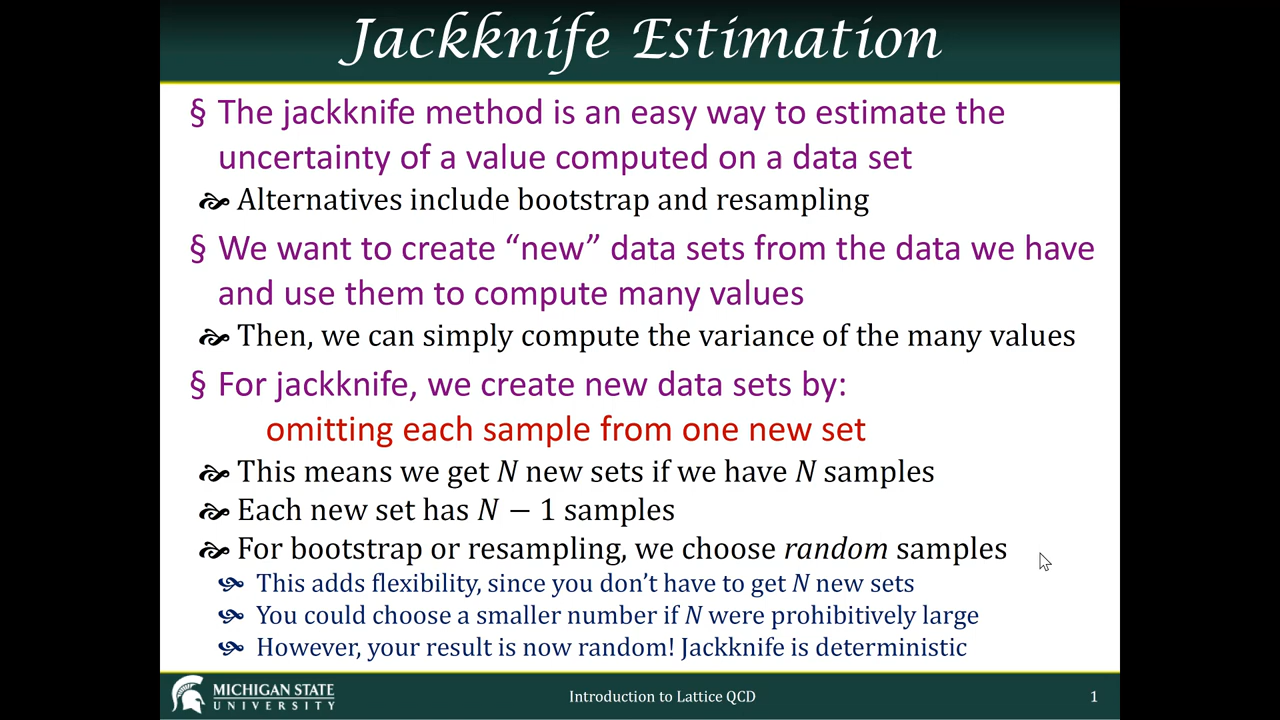 Jackknife Estimation
§ The jackknife method is an easy way to estimate the
uncertainty of a value computed on a data set
Alternatives include bootstrap and resampling
§ We want to create “new” data sets from the data we have
and use them to compute many values
Then, we can simply compute the variance of the many values
§ For jackknife, we create new data sets by:
omitting each sample from one new set
This means we get N new sets if we have N samples
Each new set has N − 1 samples
For bootstrap or resampling, we choose random samples
This adds flexibility, since you don’t have to get N new sets
You could choose a smaller number if N were prohibitively large
However, your result is now random! Jackknife is deterministic
MICHIGAN STATE
UNIVERSITY
Introduction to Lattice QCD
1